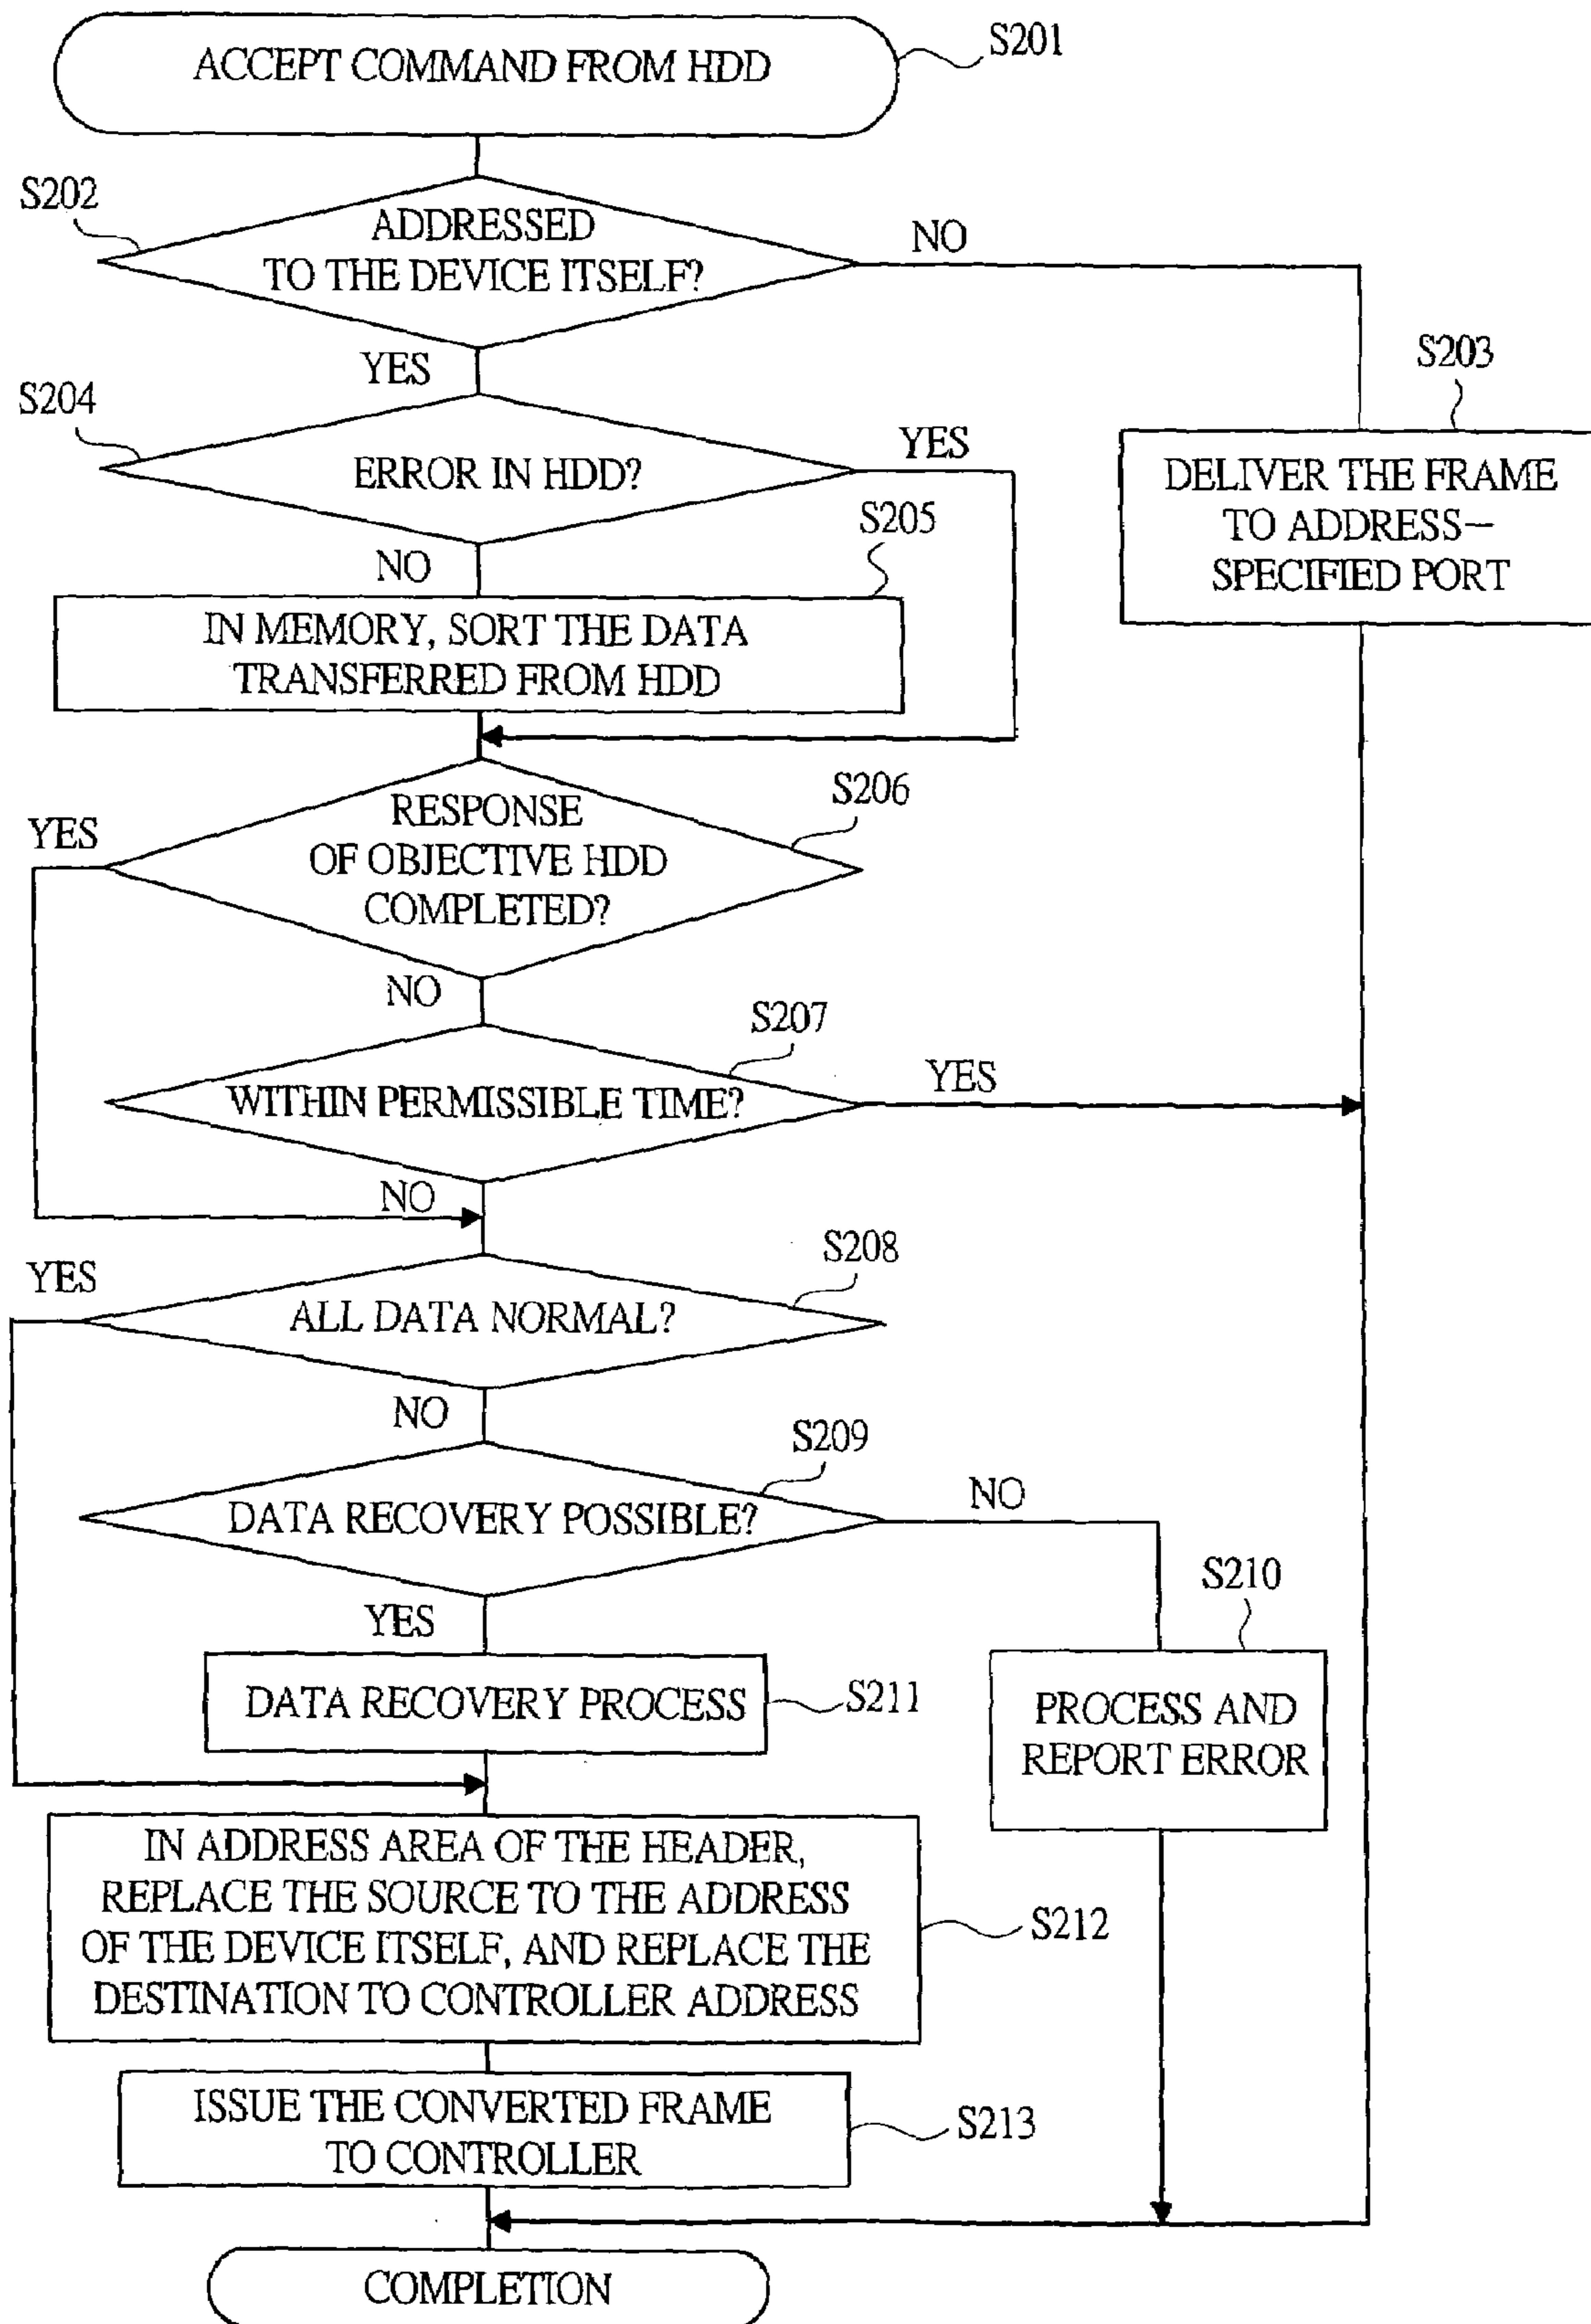 ACCEPT COMMAND FROM HDD
S201
S202
ADDRESSED
TO THE DEVICE ITSELF?
NO
YES
S203
DELIVER THE FRAME
TO ADDRESS-
SPECIFIED PORT
S204
ERROR IN HDD?
YES
NO
S205
IN MEMORY, SORT THE DATA
TRANSFERRED FROM HDD
S206
YES
RESPONSE
OF OBJECTIVE HDD
COMPLETED?
NO
S207
WITHIN PERMISSIBLE TIME?
YES
NO
S208
YES
ALL DATA NORMAL?
NO
S209
DATA RECOVERY POSSIBLE?
NO
YES
S210
PROCESS AND
REPORT ERROR
DATA RECOVERY PROCESS
S211
IN ADDRESS AREA OF THE HEADER,
REPLACE THE SOURCE TO THE ADDRESS
OF THE DEVICE ITSELF, AND REPLACE THE
DESTINATION TO CONTROLLER ADDRESS
S212
ISSUE THE CONVERTED FRAME
TO CONTROLLER
S213
COMPLETION